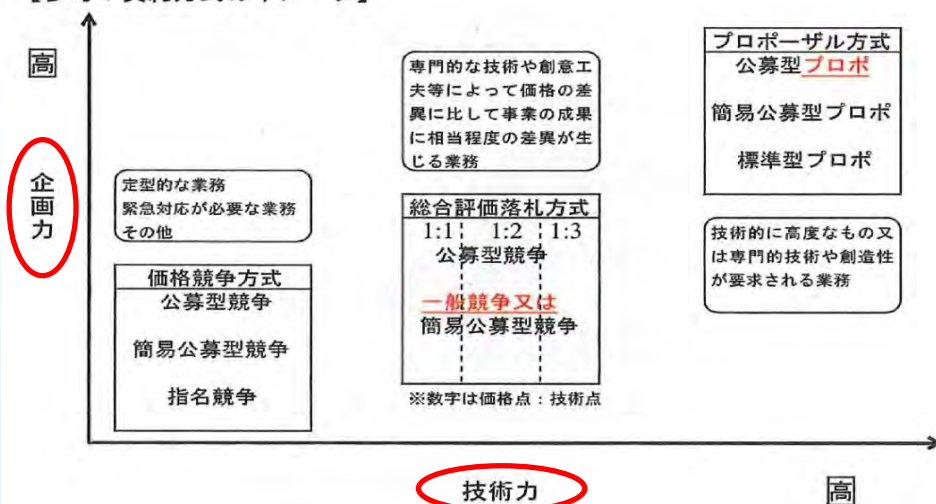 高
企画力
定型的な業務
緊急対応が必要な業務
その他
価格競争方式
公募型競争
簡易公募型競争
指名競争
専門的な技術や創意工
夫等によって価格の差
異に比して事業の成果
に相当程度の差異が生
じる業務
総合評価落札方式
1:1 1:2 1:3
公募型競争
一般競争又は
簡易公募型競争
※数字は価格点：技術点
プロポーザル方式
公募型プロポ
簡易公募型プロポ
標準型プロポ
技術的に高度なもの又
は専門的技術や創造性
が要求される業務
技術力
高